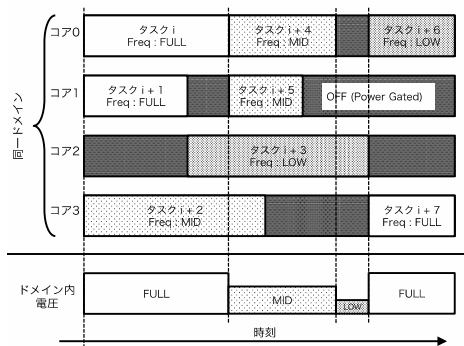 同一ドメイン
コア0
タスク i
Freq : FULL
タスク i + 4
Freq : MID
タスク i + 6
Freq : LOW
コア1
タスク i + 1
Freq : FULL
タスク i + 5
Freq : MID
OFF (Power Gated)
コア2
タスク i + 3
Freq : LOW
コア3
タスク i + 2
Freq : MID
タスク i + 7
Freq : FULL
ドメイン内
電圧
FULL
MID
LOW
FULL
時刻